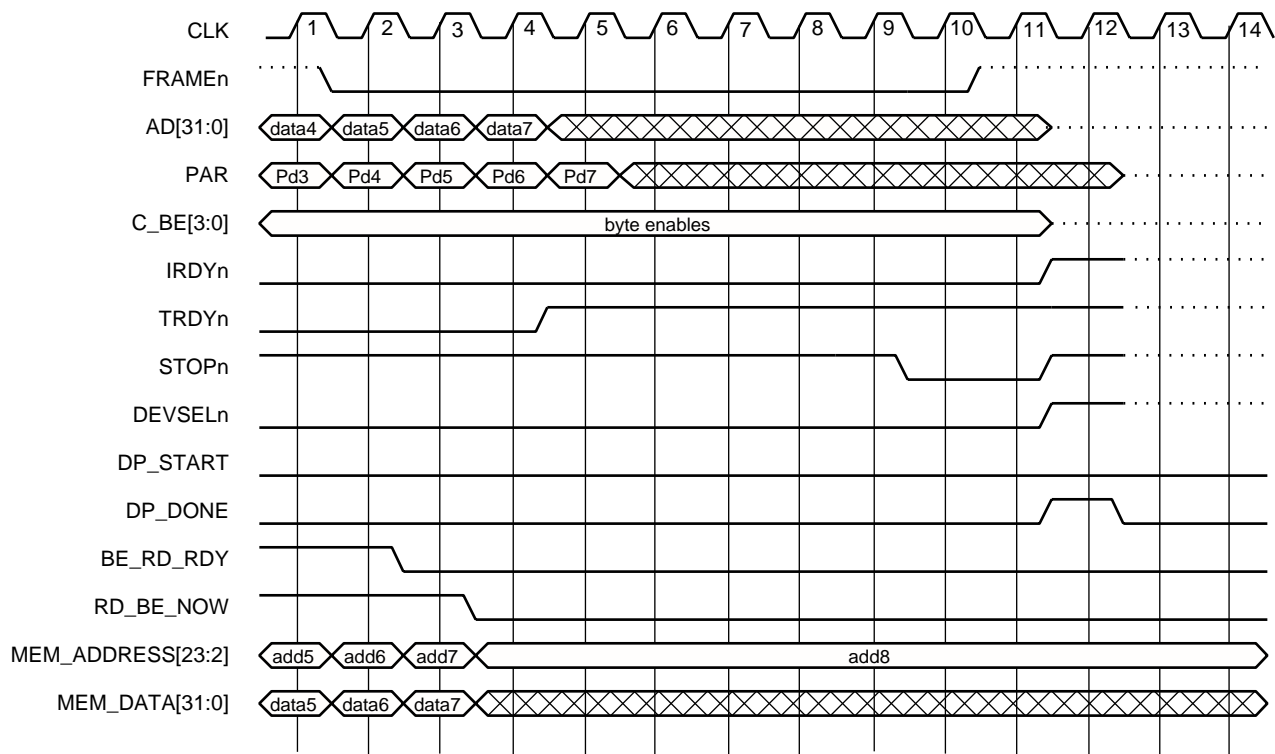 CLK 1 2 3 4 5 6 7 8 9 10 11 12 13 14
FRAMEn
AD[31:0] data4 data5 data6 data7
PAR Pd3 Pd4 Pd5 Pd6 Pd7
C_BE[3:0] byte enables
IRDYn
TRDYn
STOPn
DEVSELn
DP_START
DP_DONE
BE_RD_RDY
RD_BE_NOW
MEM_ADDRESS[23:2] add5 add6 add7 add8
MEM_DATA[31:0] data5 data6 data7